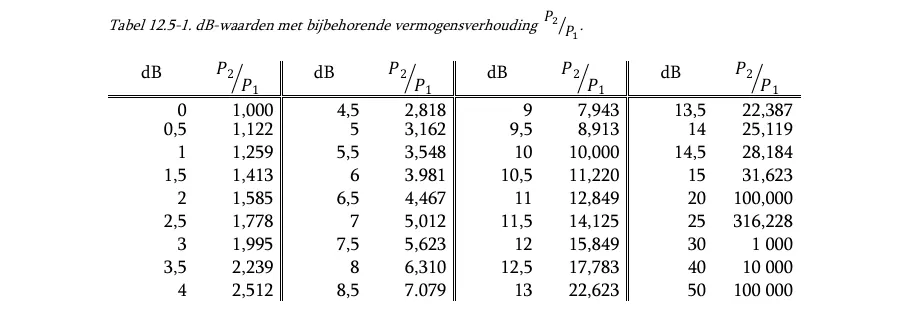 Tabel 12.5-1. dB-waarden met bijbehorende vermogensverhouding P2/P1.
dB P2/P1 dB P2/P1 dB P2/P1 dB P2/P1
0 1,000 4,5 2,818 9 7,943 13,5 22,387
0,5 1,122 5 3,162 9,5 8,913 14 25,119
1 1,259 5,5 3,548 10 10,000 14,5 28,184
1,5 1,413 6 3.981 10,5 11,220 15 31,623
2 1,585 6,5 4,467 11 12,849 20 100,000
2,5 1,778 7 5,012 11,5 14,125 25 316,228
3 1,995 7,5 5,623 12 15,849 30 1 000
3,5 2,239 8 6,310 12,5 17,783 40 10 000
4 2,512 8,5 7.079 13 22,623 50 100 000